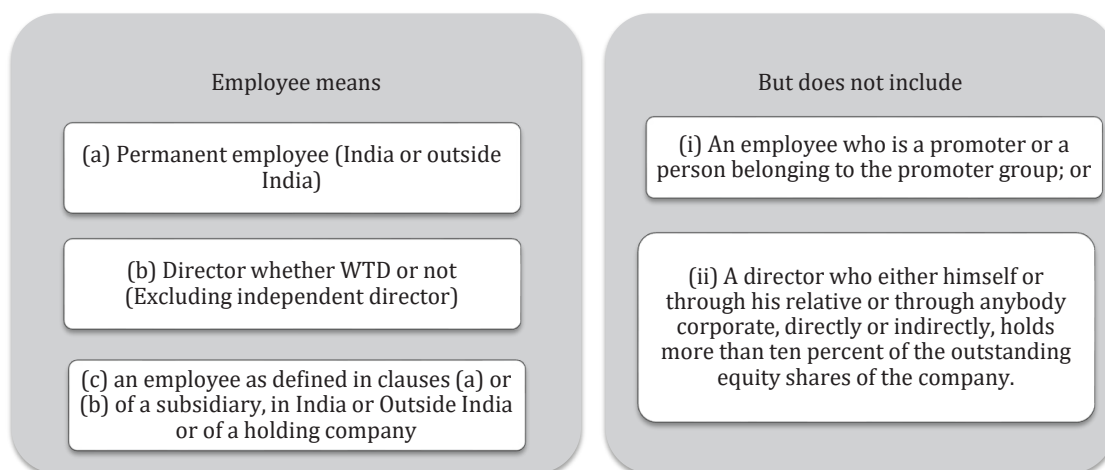 Employee means
(a) Permanent employee (India or outside
India)
(b) Director whether WTD or not
(Excluding independent director)
(c) an employee as defined in clauses (a) or
(b) of a subsidiary, in India or Outside India
or of a holding company
But does not include
(i) An employee who is a promoter or a
person belonging to the promoter group; or
(ii) A director who either himself or
through his relative or through anybody
corporate, directly or indirectly, holds
more than ten percent of the outstanding
equity shares of the company.